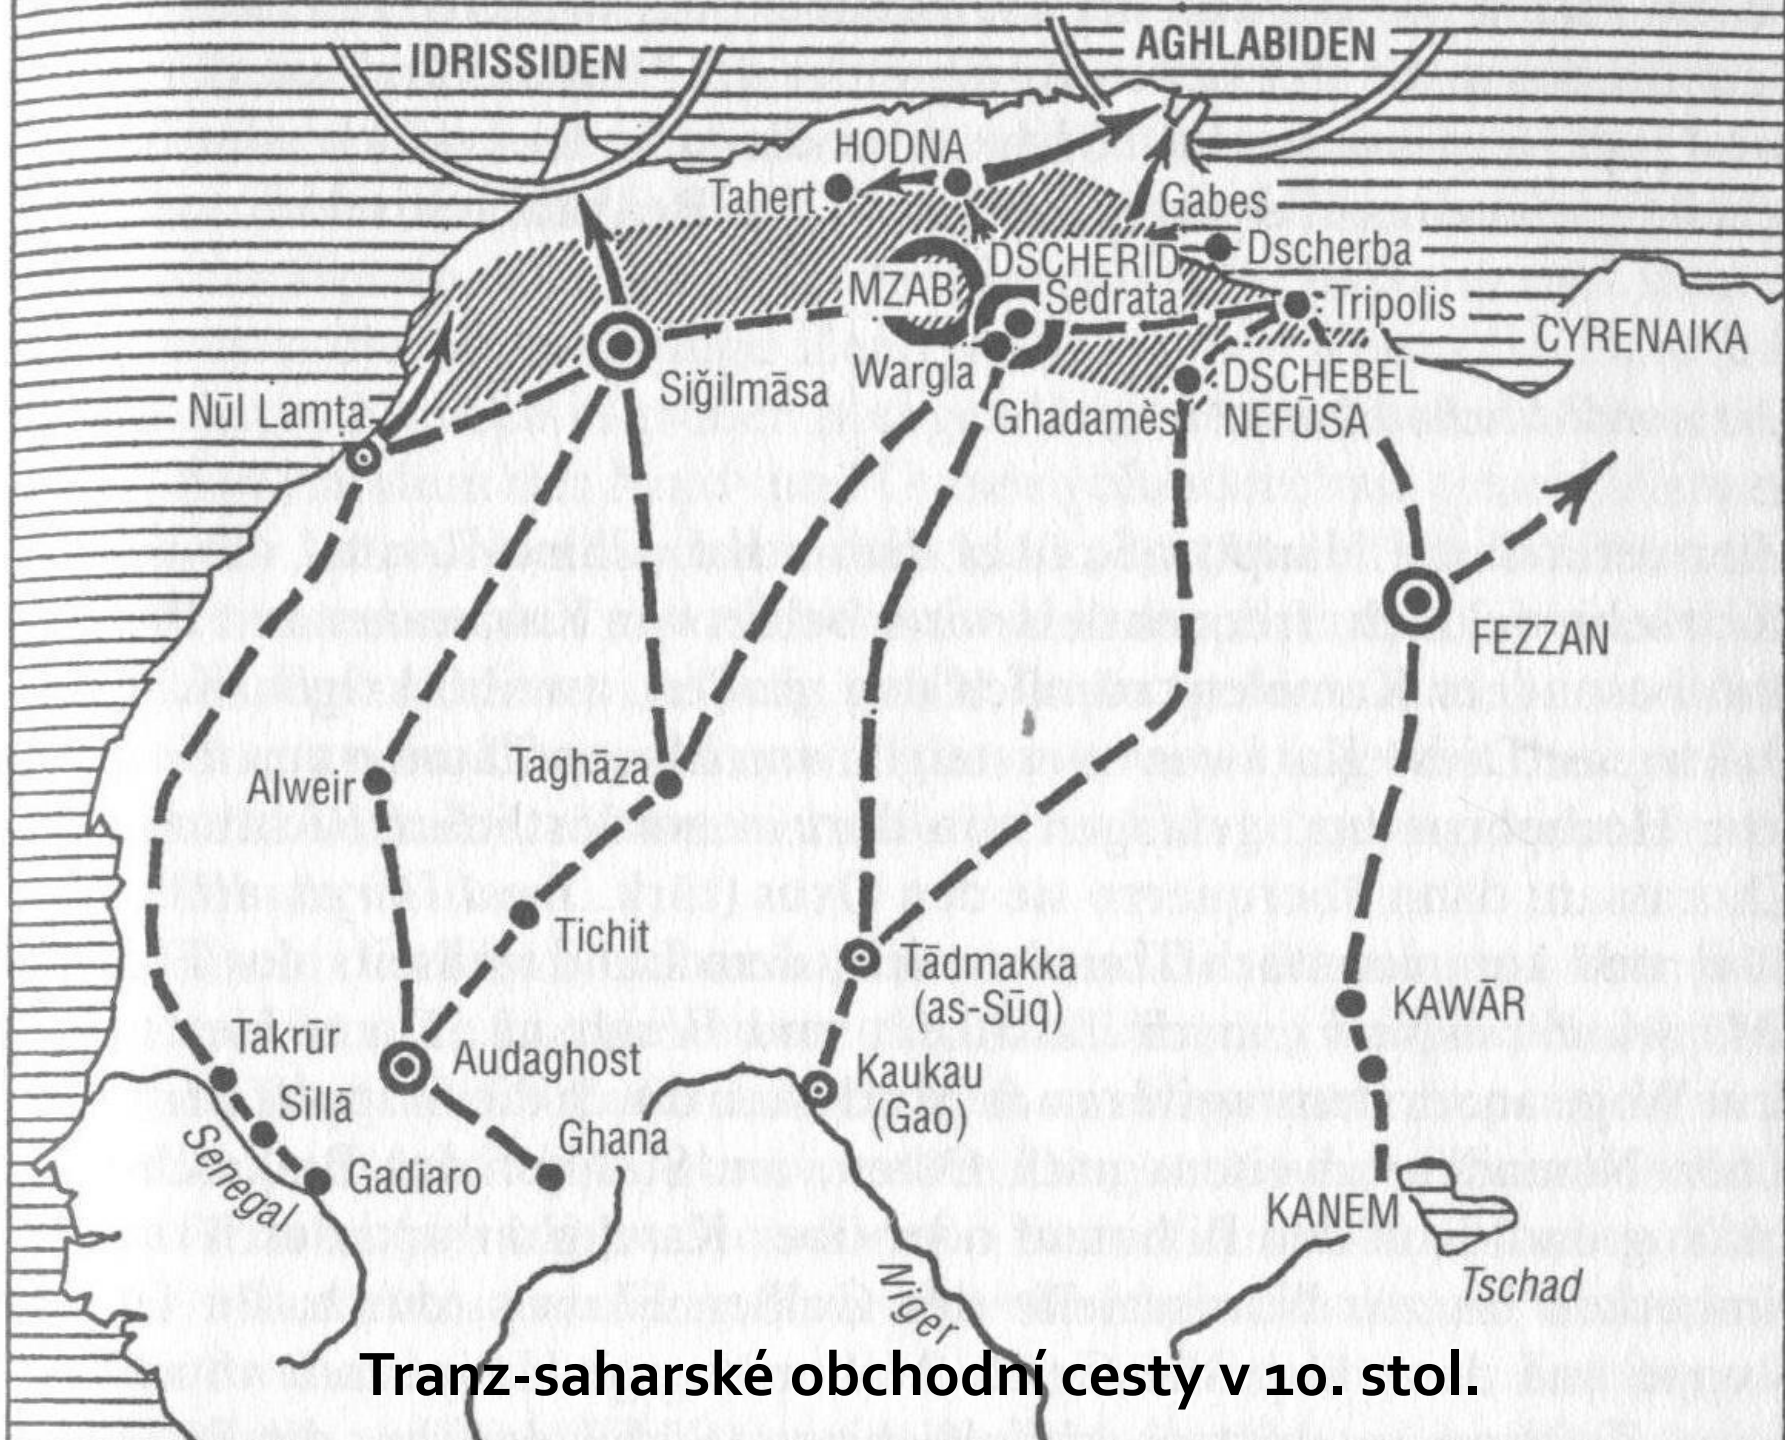 IDRISSIDEN
AGHLABIDEN
HODNA
Tahert
Gabes
Dscherba
DSCHERID
MZAB
Sedrata
Tripolis
CYRENAIKA
Siğilmāsa
Wargla
DSCHEBEL
NEFŪSA
Ghadamès
Nūl Lamṭa
FEZZAN
Alweir
Taghāza
Tichit
Tādmakka
(as-Sūq)
KAWĀR
Takrūr
Audaghost
Kaukau
(Gao)
Sillā
Ghana
Senegal
Gadiaro
KANEM
Tschad
Niger
Tranz-saharské obchodní cesty v 10. stol.